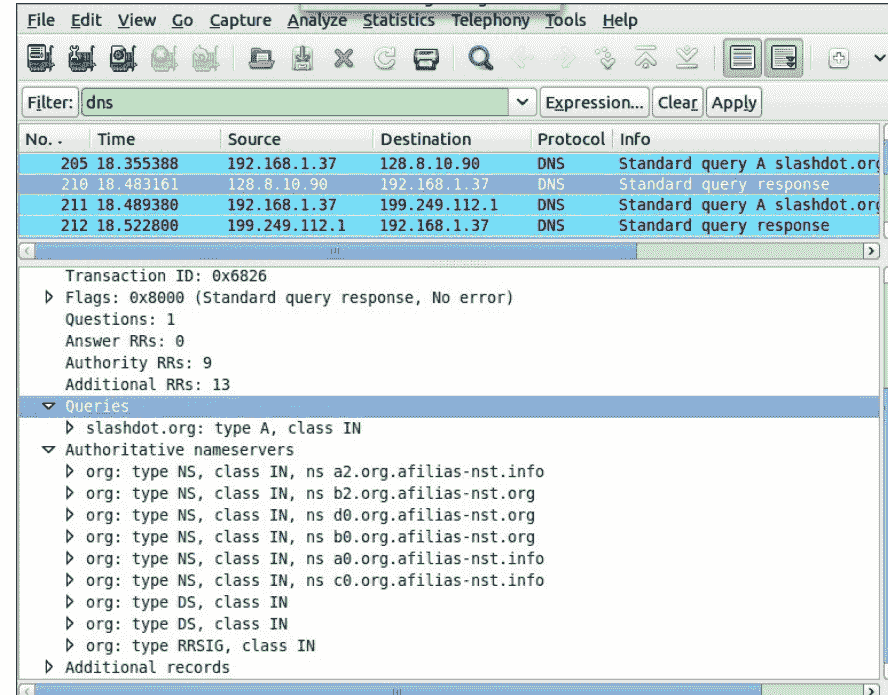 File Edit View Go Capture Analyze Statistics Telephony Tools Help
Filter: dns Expression... Clear Apply
No. . Time Source Destination Protocol Info
205 18.355388 192.168.1.37 128.8.10.90 DNS Standard query A slashdot.org
210 18.483161 128.8.10.90 192.168.1.37 DNS Standard query response
211 18.489380 192.168.1.37 199.249.112.1 DNS Standard query A slashdot.org
212 18.522800 199.249.112.1 192.168.1.37 DNS Standard query response
Transaction ID: 0x6826
Flags: 0x8000 (Standard query response, No error)
Questions: 1
Answer RRs: 0
Authority RRs: 9
Additional RRs: 13
Queries
slashdot.org: type A, class IN
Authoritative nameservers
org: type NS, class IN, ns a2.org.afilias-nst.info
org: type NS, class IN, ns b2.org.afilias-nst.org
org: type NS, class IN, ns d0.org.afilias-nst.org
org: type NS, class IN, ns b0.org.afilias-nst.org
org: type NS, class IN, ns a0.org.afilias-nst.info
org: type NS, class IN, ns c0.org.afilias-nst.info
org: type DS, class IN
org: type DS, class IN
org: type RRSIG, class IN
Additional records